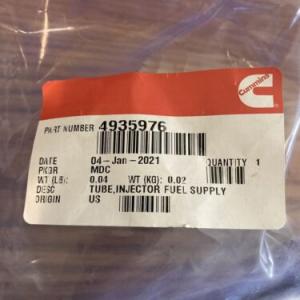 Cummins
PART NUMBER 4935976
DATE 04-Jan-2021 QUANTITY 1
PKGR MDC
WT (LB): 0.04 WT (KG): 0.02
DESC TUBE,INJECTOR FUEL SUPPLY
ORIGIN US